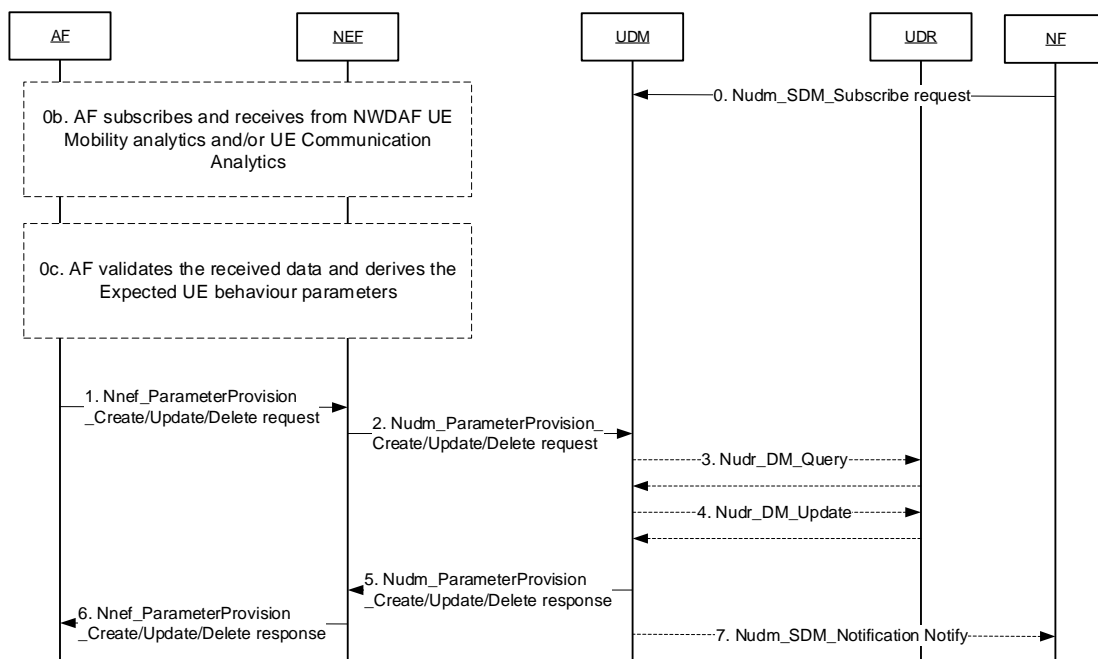 AF
NEF
UDM
UDR
NF
0. Nudm_SDM_Subscribe request
0b. AF subscribes and receives from NWDAF UE
Mobility analytics and/or UE Communication
Analytics
0c. AF validates the received data and derives the
Expected UE behaviour parameters
1. Nnef_ParameterProvision
_Create/Update/Delete request
2. Nudm_ParameterProvision_
Create/Update/Delete request
3. Nudr_DM_Query
4. Nudr_DM_Update
5. Nudm_ParameterProvision
_Create/Update/Delete response
6. Nnef_ParameterProvision
_Create/Update/Delete response
7. Nudm_SDM_Notification Notify